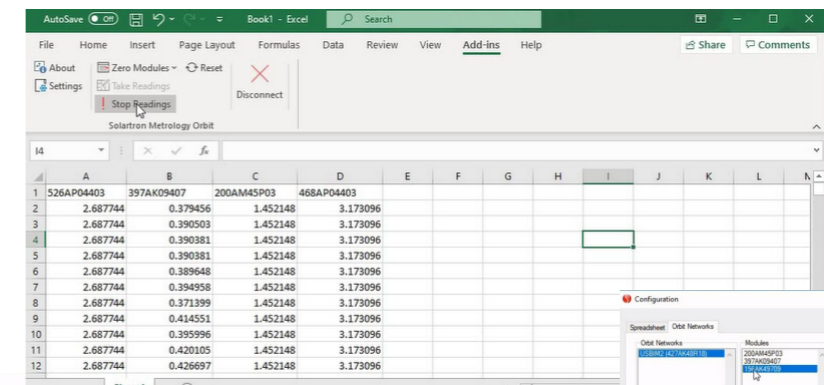 AutoSave Off Book1 - Excel Search
File Home Insert Page Layout Formulas Data Review View Add-ins Help Share Comments
About Zero Modules Reset
Settings Take Readings Disconnect
Stop Readings
Solartron Metrology Orbit
I4 fx
A B C D E F G H I J K L
1 526AP04403 397AK09407 200AM45P03 468AP04403
2 2.687744 0.379456 1.452148 3.173096
3 2.687744 0.390503 1.452148 3.173096
4 2.687744 0.390381 1.452148 3.173096
5 2.687744 0.390381 1.452148 3.173096
6 2.687744 0.389648 1.452148 3.173096
7 2.687744 0.394958 1.452148 3.173096
8 2.687744 0.371399 1.452148 3.173096
9 2.687744 0.414551 1.452148 3.173096
10 2.687744 0.395996 1.452148 3.173096
11 2.687744 0.420105 1.452148 3.173096
12 2.687744 0.426697 1.452148 3.173096
Configuration
Spreadsheet Orbit Networks
Orbit Networks Modules
200AM45P03
397AK09407